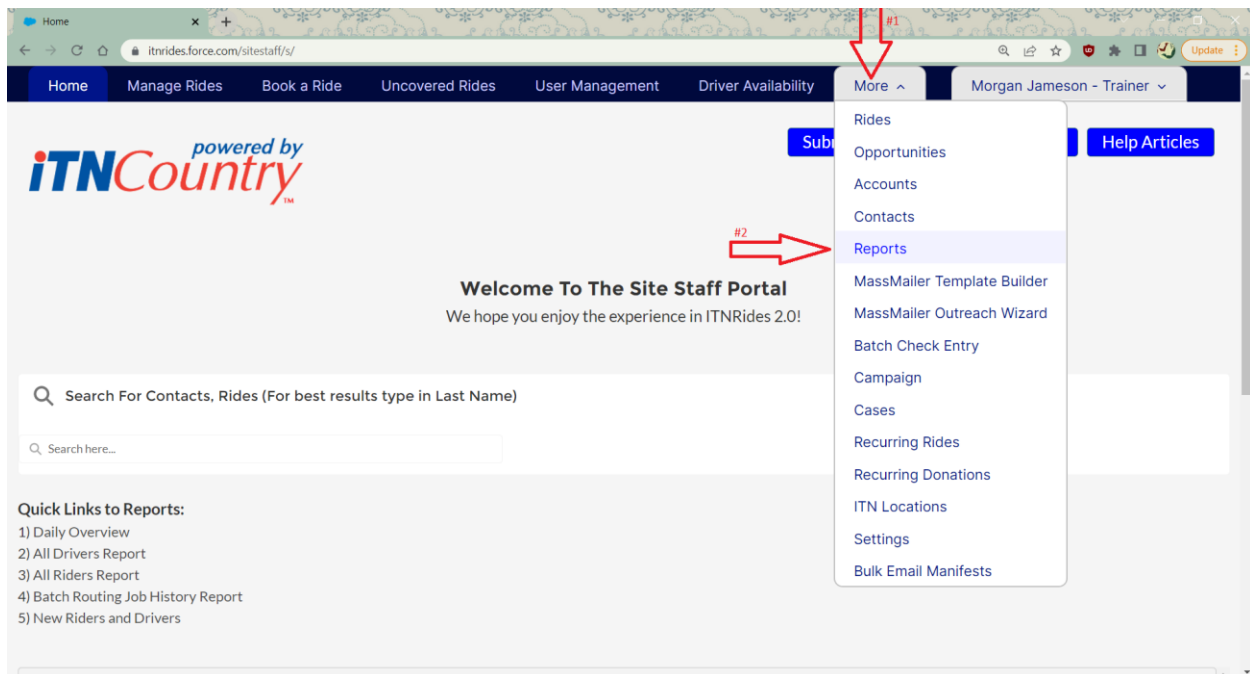 Home
#1
itnrides.force.com/sitestaff/s/
Update
Home Manage Rides Book a Ride Uncovered Rides User Management Driver Availability More Morgan Jameson - Trainer
Rides
powered by
iTNCountry
TM
Help Articles
Opportunities
Accounts
Contacts
#2
Reports
Welcome To The Site Staff Portal
MassMailer Template Builder
We hope you enjoy the experience in ITNRides 2.0!
MassMailer Outreach Wizard
Batch Check Entry
Campaign
Search For Contacts, Rides (For best results type in Last Name)
Cases
Recurring Rides
Search here...
Recurring Donations
Quick Links to Reports:
ITN Locations
1) Daily Overview
Settings
2) All Drivers Report
3) All Riders Report
Bulk Email Manifests
4) Batch Routing Job History Report
5) New Riders and Drivers